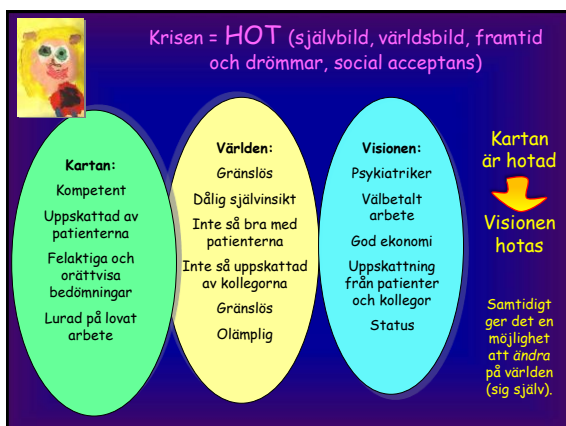 Krisen = HOT (självbild, världsbild, framtid
och drömmar, social acceptans)
Kartan:
Kompetent
Uppskattad av
patienterna
Felaktiga och
orättvisa
bedömningar
Lurad på lovat
arbete
Världen:
Gränslös
Dålig självinsikt
Inte så bra med
patienterna
Inte så uppskattad
av kollegorna
Gränslös
Olämplig
Visionen:
Psykiatriker
Välbetalt
arbete
God ekonomi
Uppskattning
från patienter
och kollegor
Status
Kartan
är hotad
Visionen
hotas
Samtidigt
ger det en
möjlighet
att ändra
på världen
(sig själv).